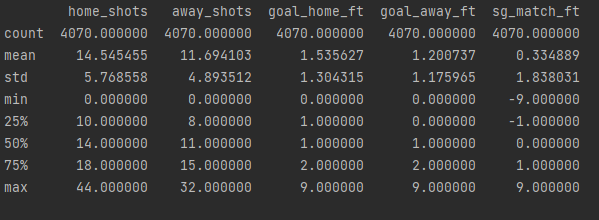 home_shots away_shots goal_home_ft goal_away_ft sg_match_ft
count 4070.000000 4070.000000 4070.000000 4070.000000 4070.000000
mean 14.545455 11.694103 1.535627 1.200737 0.334889
std 5.768558 4.893512 1.304315 1.175965 1.838031
min 0.000000 0.000000 0.000000 0.000000 -9.000000
25% 10.000000 8.000000 1.000000 0.000000 -1.000000
50% 14.000000 11.000000 1.000000 1.000000 0.000000
75% 18.000000 15.000000 2.000000 2.000000 1.000000
max 44.000000 32.000000 9.000000 9.000000 9.000000